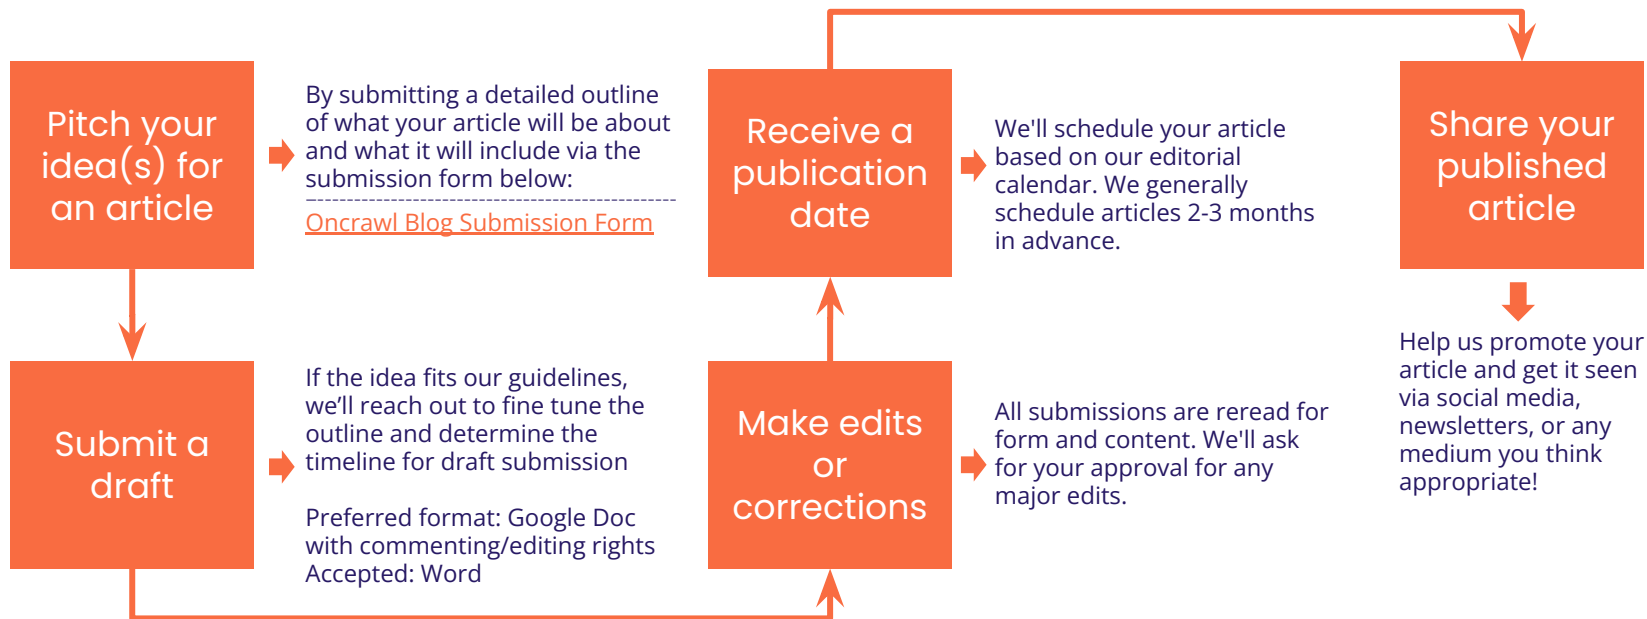 Pitch your
idea(s) for
an article
By submitting a detailed outline
of what your article will be about
and what it will include via the
submission form below:
Oncrawl Blog Submission Form
Submit a
draft
If the idea fits our guidelines,
we’ll reach out to fine tune the
outline and determine the
timeline for draft submission
Preferred format: Google Doc
with commenting/editing rights
Accepted: Word
Make edits
or
corrections
All submissions are reread for
form and content. We'll ask
for your approval for any
major edits.
Receive a
publication
date
We'll schedule your article
based on our editorial
calendar. We generally
schedule articles 2-3 months
in advance.
Share your
published
article
Help us promote your
article and get it seen
via social media,
newsletters, or any
medium you think
appropriate!